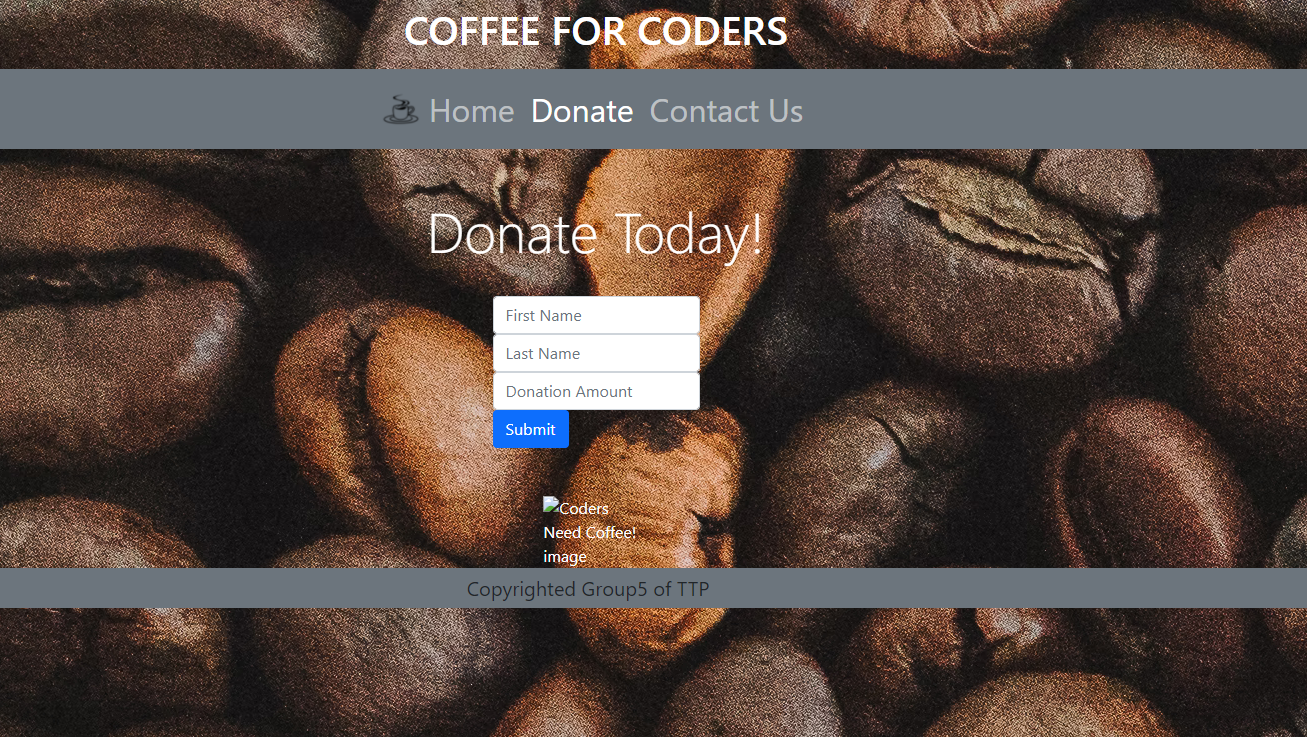 COFFEE FOR CODERS
Home Donate Contact Us
Donate Today!
First Name
Last Name
Donation Amount
Submit
Coders
Need Coffee!
image
Copyrighted Group5 of TTP